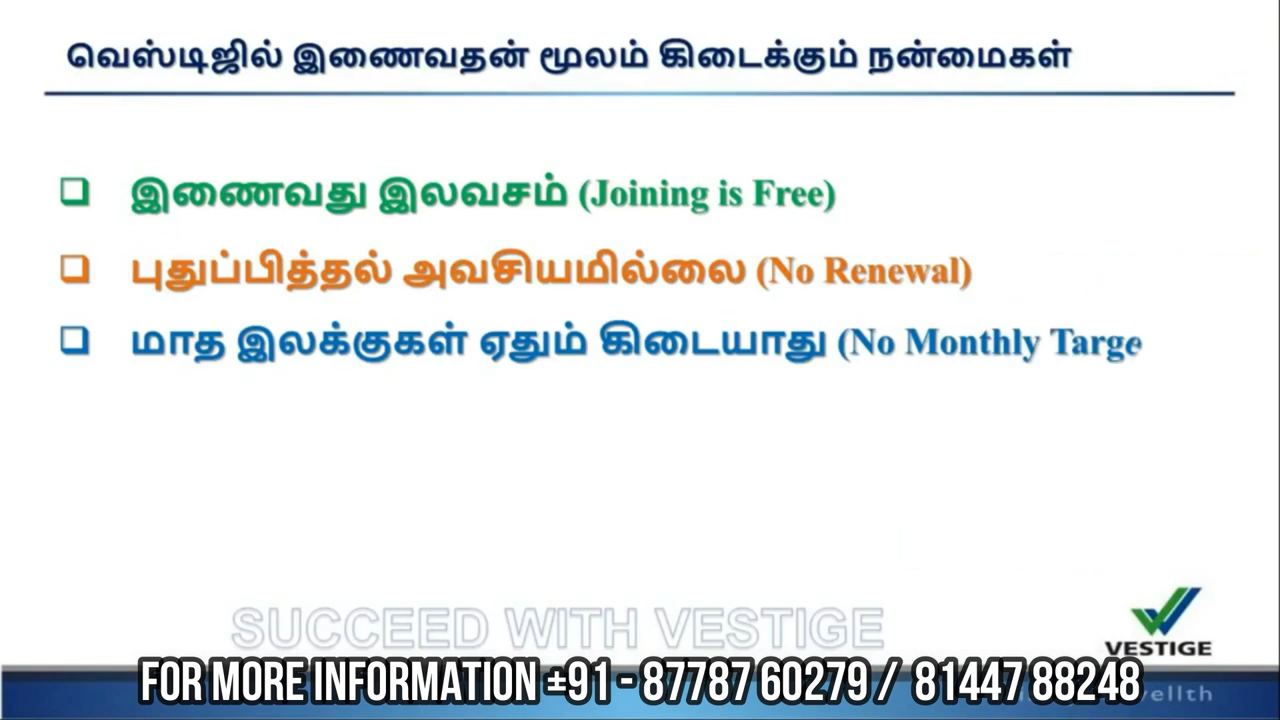 வெஸ்டிஜில் இணைவதன் மூலம் கிடைக்கும் நன்மைகள்
இணைவது இலவசம் (Joining is Free)
புதுப்பித்தல் அவசியமில்லை (No Renewal)
மாத இலக்குகள் ஏதும் கிடையாது (No Monthly Targe
SUCCEED WITH VESTIGE
VESTIGE
FOR MORE INFORMATION ±91 - 87787 60279 / 81447 88248